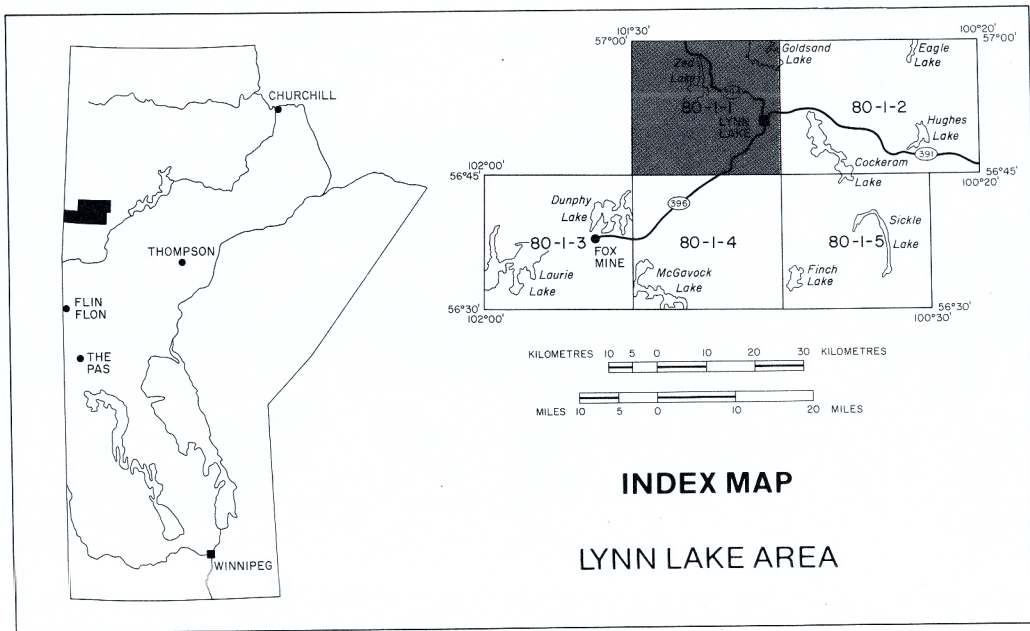 CHURCHILL
THOMPSON
FLIN
FLON
THE
PAS
WINNIPEG
101°30'
57°00'
100°20'
57°00'
Goldsand
Lake
Eagle
Lake
Zed
Lake
80-1-1
LYNN
LAKE
80-1-2
Hughes
Lake
391
Cockeram
Lake
102°00'
56°45'
56°45'
100°20'
Dunphy
Lake
396
80-1-3
FOX
MINE
80-1-4
80-1-5
Sickle
Lake
Laurie
Lake
McGavock
Lake
Finch
Lake
56°30'
102°00'
56°30'
100°30'
KILOMETRES 10 5 0 10 20 30 KILOMETRES
MILES 10 5 0 10 20 MILES
INDEX MAP
LYNN LAKE AREA